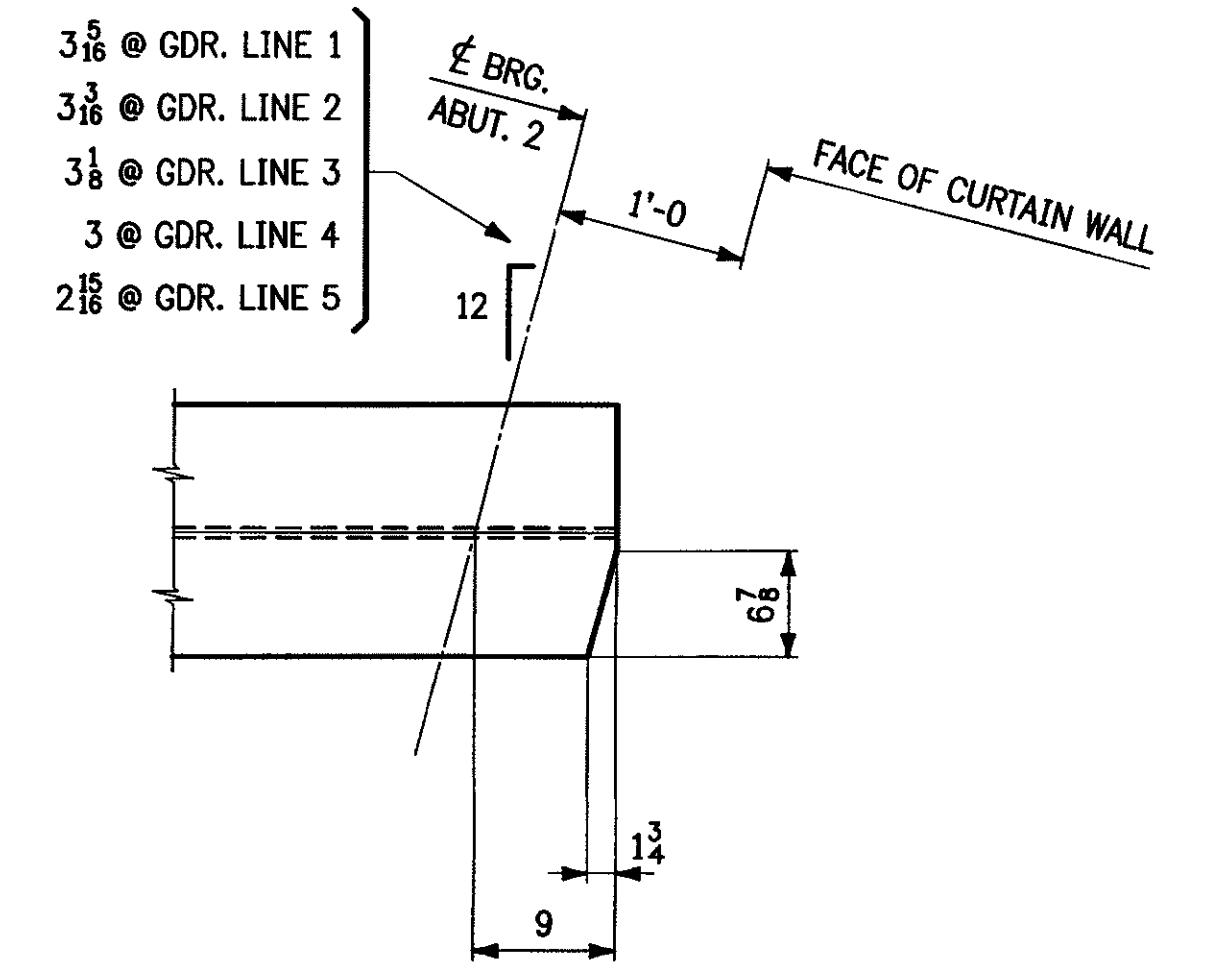 3 5/16 @ GDR. LINE 1
3 3/16 @ GDR. LINE 2
3 1/8 @ GDR. LINE 3
3 @ GDR. LINE 4
2 15/16 @ GDR. LINE 5
℄ BRG.
ABUT. 2
1'-0
FACE OF CURTAIN WALL
12
6 7/8
1 3/4
9